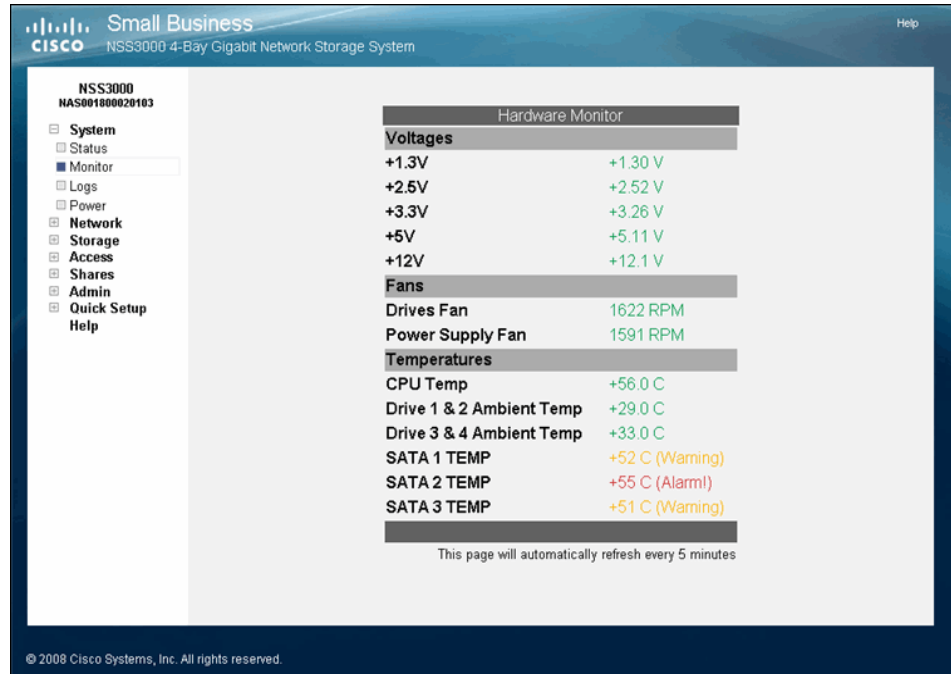 CISCO
Small Business
NSS3000 4-Bay Gigabit Network Storage System
Help
NSS3000
NAS001800020103
System
Status
Monitor
Logs
Power
Network
Storage
Access
Shares
Admin
Quick Setup
Help
Hardware Monitor
Voltages
+1.3V +1.30 V
+2.5V +2.52 V
+3.3V +3.26 V
+5V +5.11 V
+12V +12.1 V
Fans
Drives Fan 1622 RPM
Power Supply Fan 1591 RPM
Temperatures
CPU Temp +56.0 C
Drive 1 & 2 Ambient Temp +29.0 C
Drive 3 & 4 Ambient Temp +33.0 C
SATA 1 TEMP +52 C (Warning)
SATA 2 TEMP +55 C (Alarm!)
SATA 3 TEMP +51 C (Warning)
This page will automatically refresh every 5 minutes
© 2008 Cisco Systems, Inc. All rights reserved.